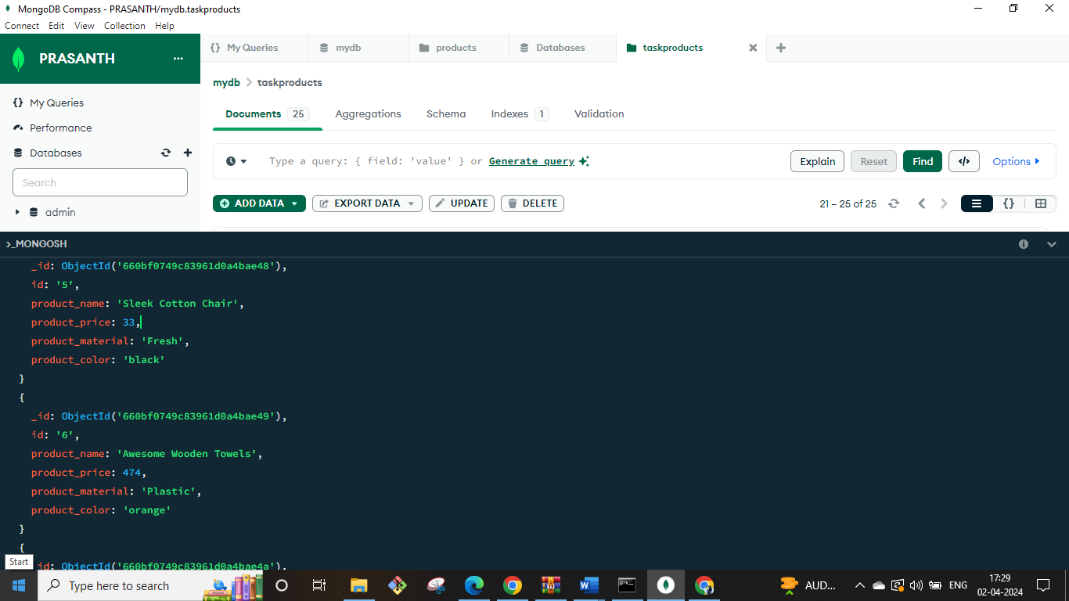 MongoDB Compass - PRASANTH/mydb.taskproducts
Connect Edit View Collection Help
PRASANTH ...
{} My Queries
Performance
Databases
Search
admin
{} My Queries mydb products Databases taskproducts
mydb > taskproducts
Documents 25 Aggregations Schema Indexes 1 Validation
Type a query: { field: 'value' } or Generate query
Explain Reset Find </> Options
ADD DATA EXPORT DATA UPDATE DELETE
21 – 25 of 25 {}
>_MONGOSH
_id: ObjectId('660bf0749c83961d0a4bae48'),
id: '5',
product_name: 'Sleek Cotton Chair',
product_price: 33,
product_material: 'Fresh',
product_color: 'black'
}
{
_id: ObjectId('660bf0749c83961d0a4bae49'),
id: '6',
product_name: 'Awesome Wooden Towels',
product_price: 474,
product_material: 'Plastic',
product_color: 'orange'
}
{
_id: ObjectId('660bf0749c83961d0a4bae4a'),
Start
Type here to search
AUD...
ENG
17:29
02-04-2024